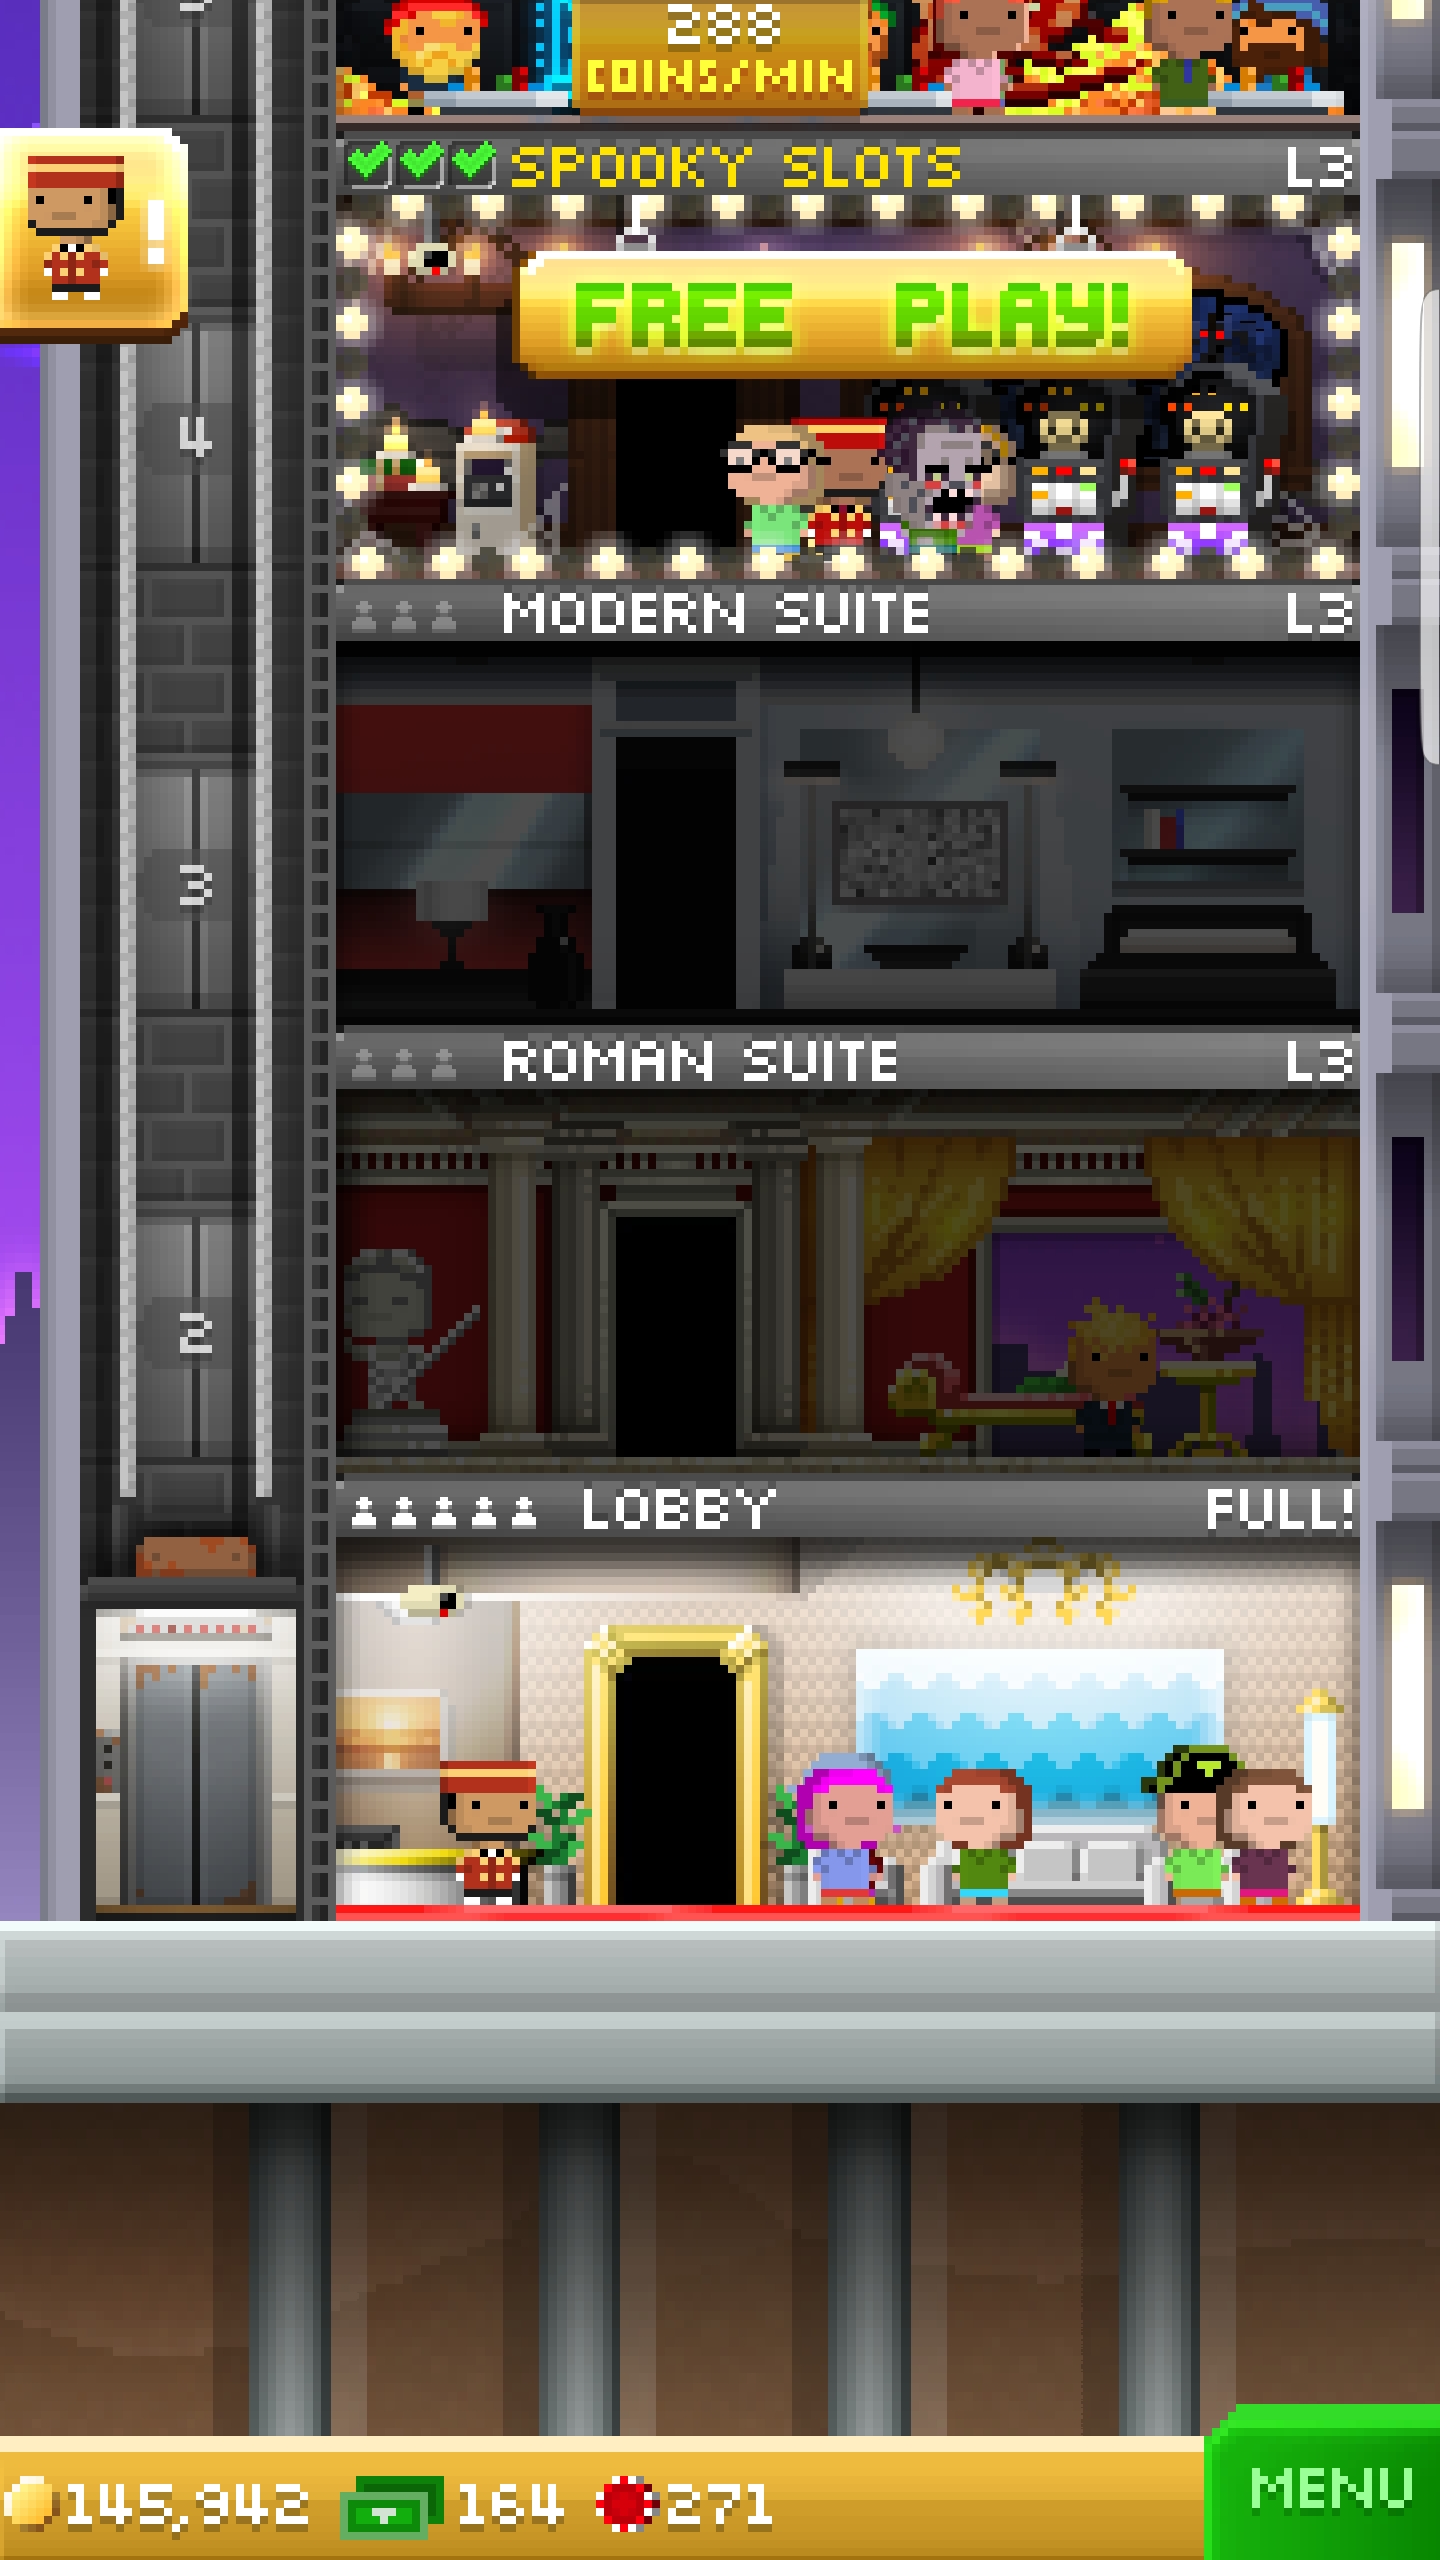 288
COINS/MIN
SPOOKY SLOTS L3
FREE PLAY!
4
MODERN SUITE L3
3
ROMAN SUITE L3
2
LOBBY FULL!
145,942 164 271
MENU